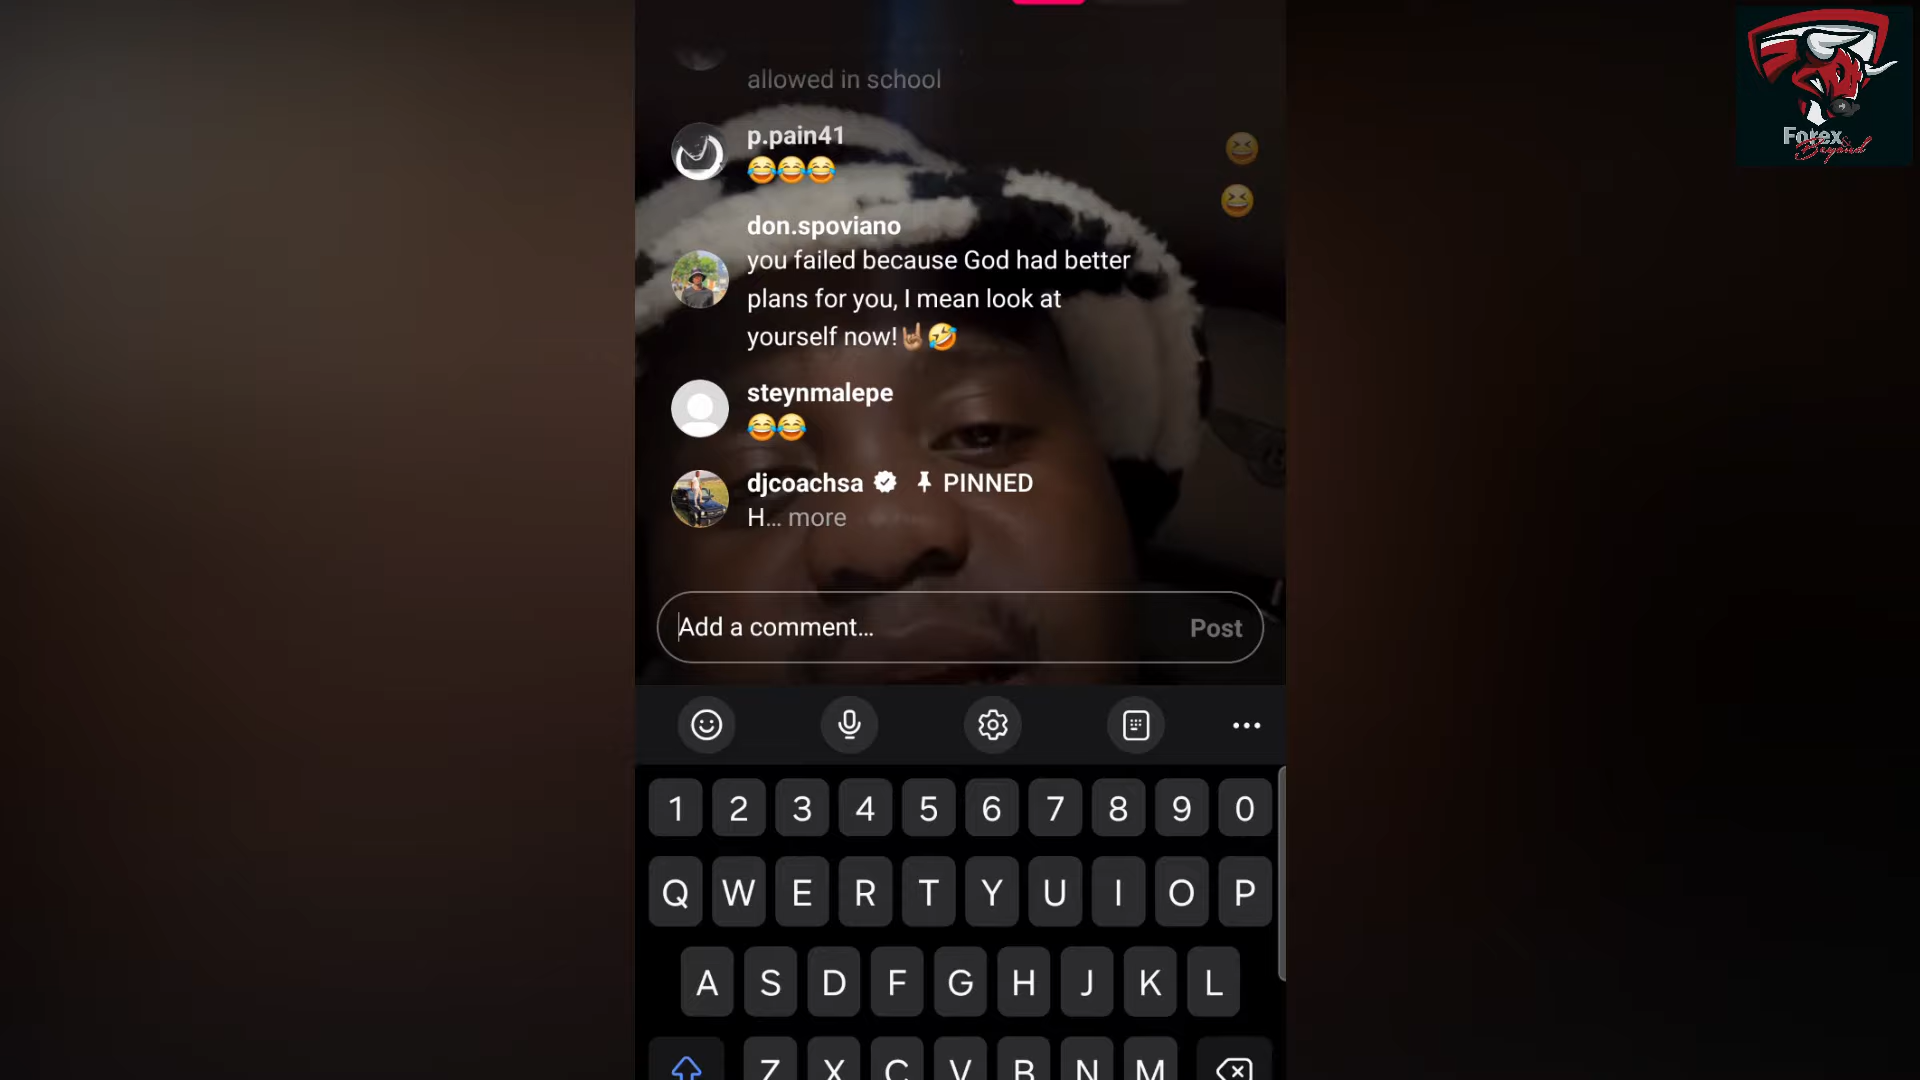 allowed in school
p.pain41
😂😂😂
don.spoviano
you failed because God had better
plans for you, I mean look at
yourself now!🤘🏽🤣
steynmalepe
😂😂
djcoachsa PINNED
H... more
Add a comment... Post
1 2 3 4 5 6 7 8 9 0
Q W E R T Y U I O P
A S D F G H J K L
Z X C V B N M
Forex &
Beyond